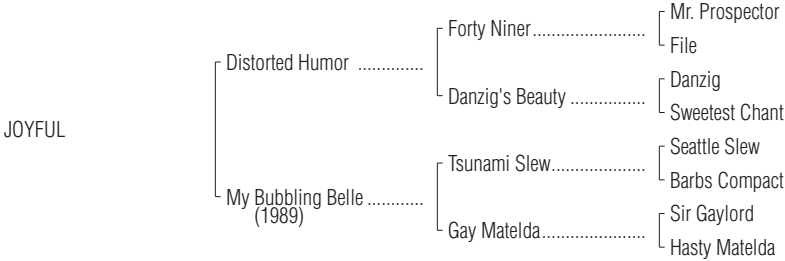 Mr. Prospector
Forty Niner........................
File
Distorted Humor ..............
Danzig
Danzig's Beauty ................
Sweetest Chant
JOYFUL
Seattle Slew
Tsunami Slew....................
Barbs Compact
My Bubbling Belle ............
(1989)
Sir Gaylord
Gay Matelda......................
Hasty Matelda